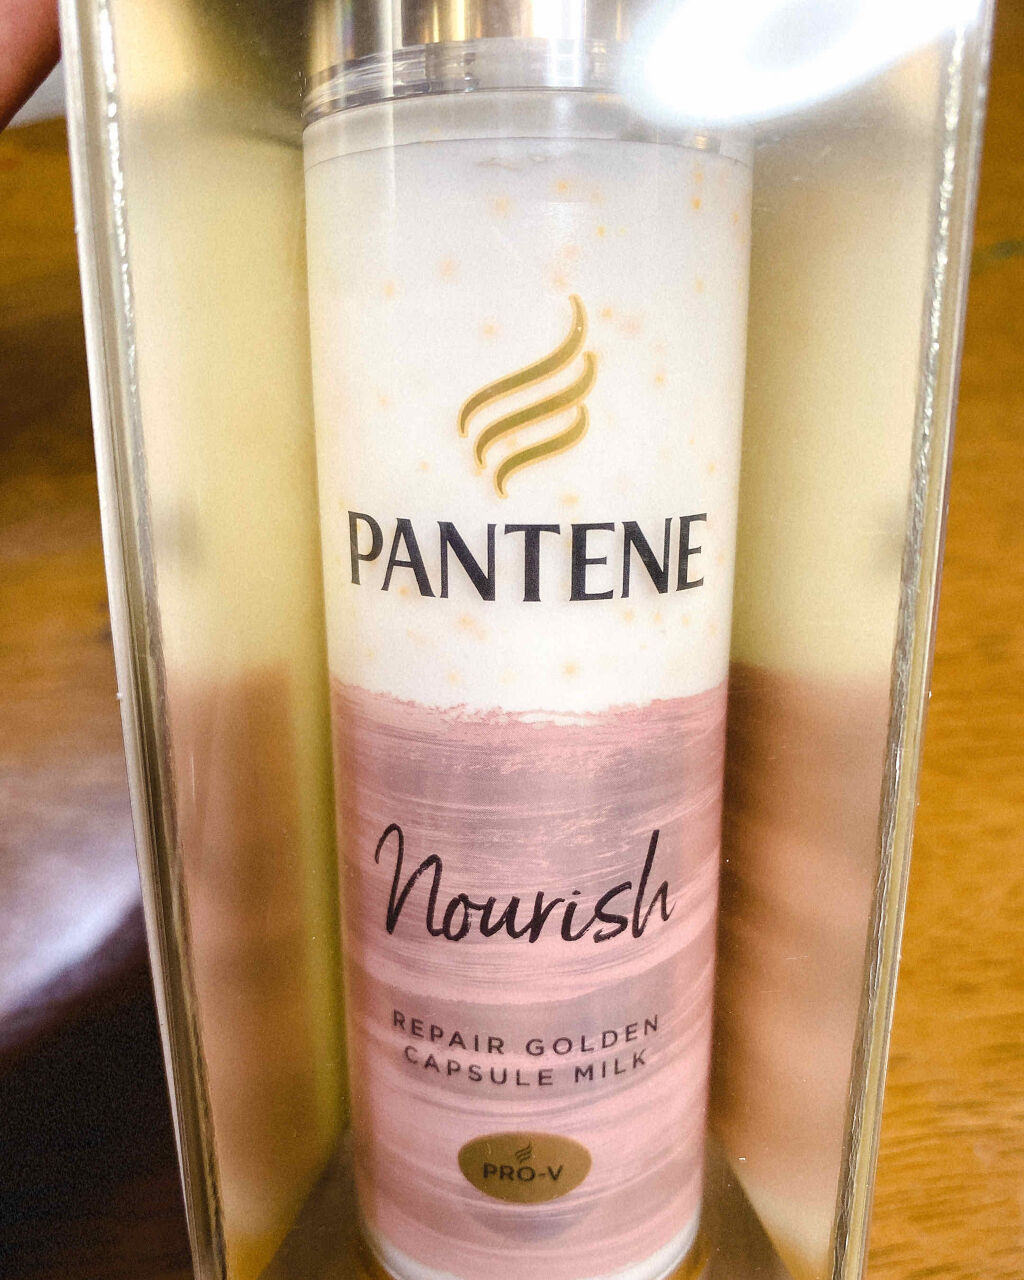 PANTENE
Nourish
REPAIR GOLDEN
CAPSULE MILK
PRO-V